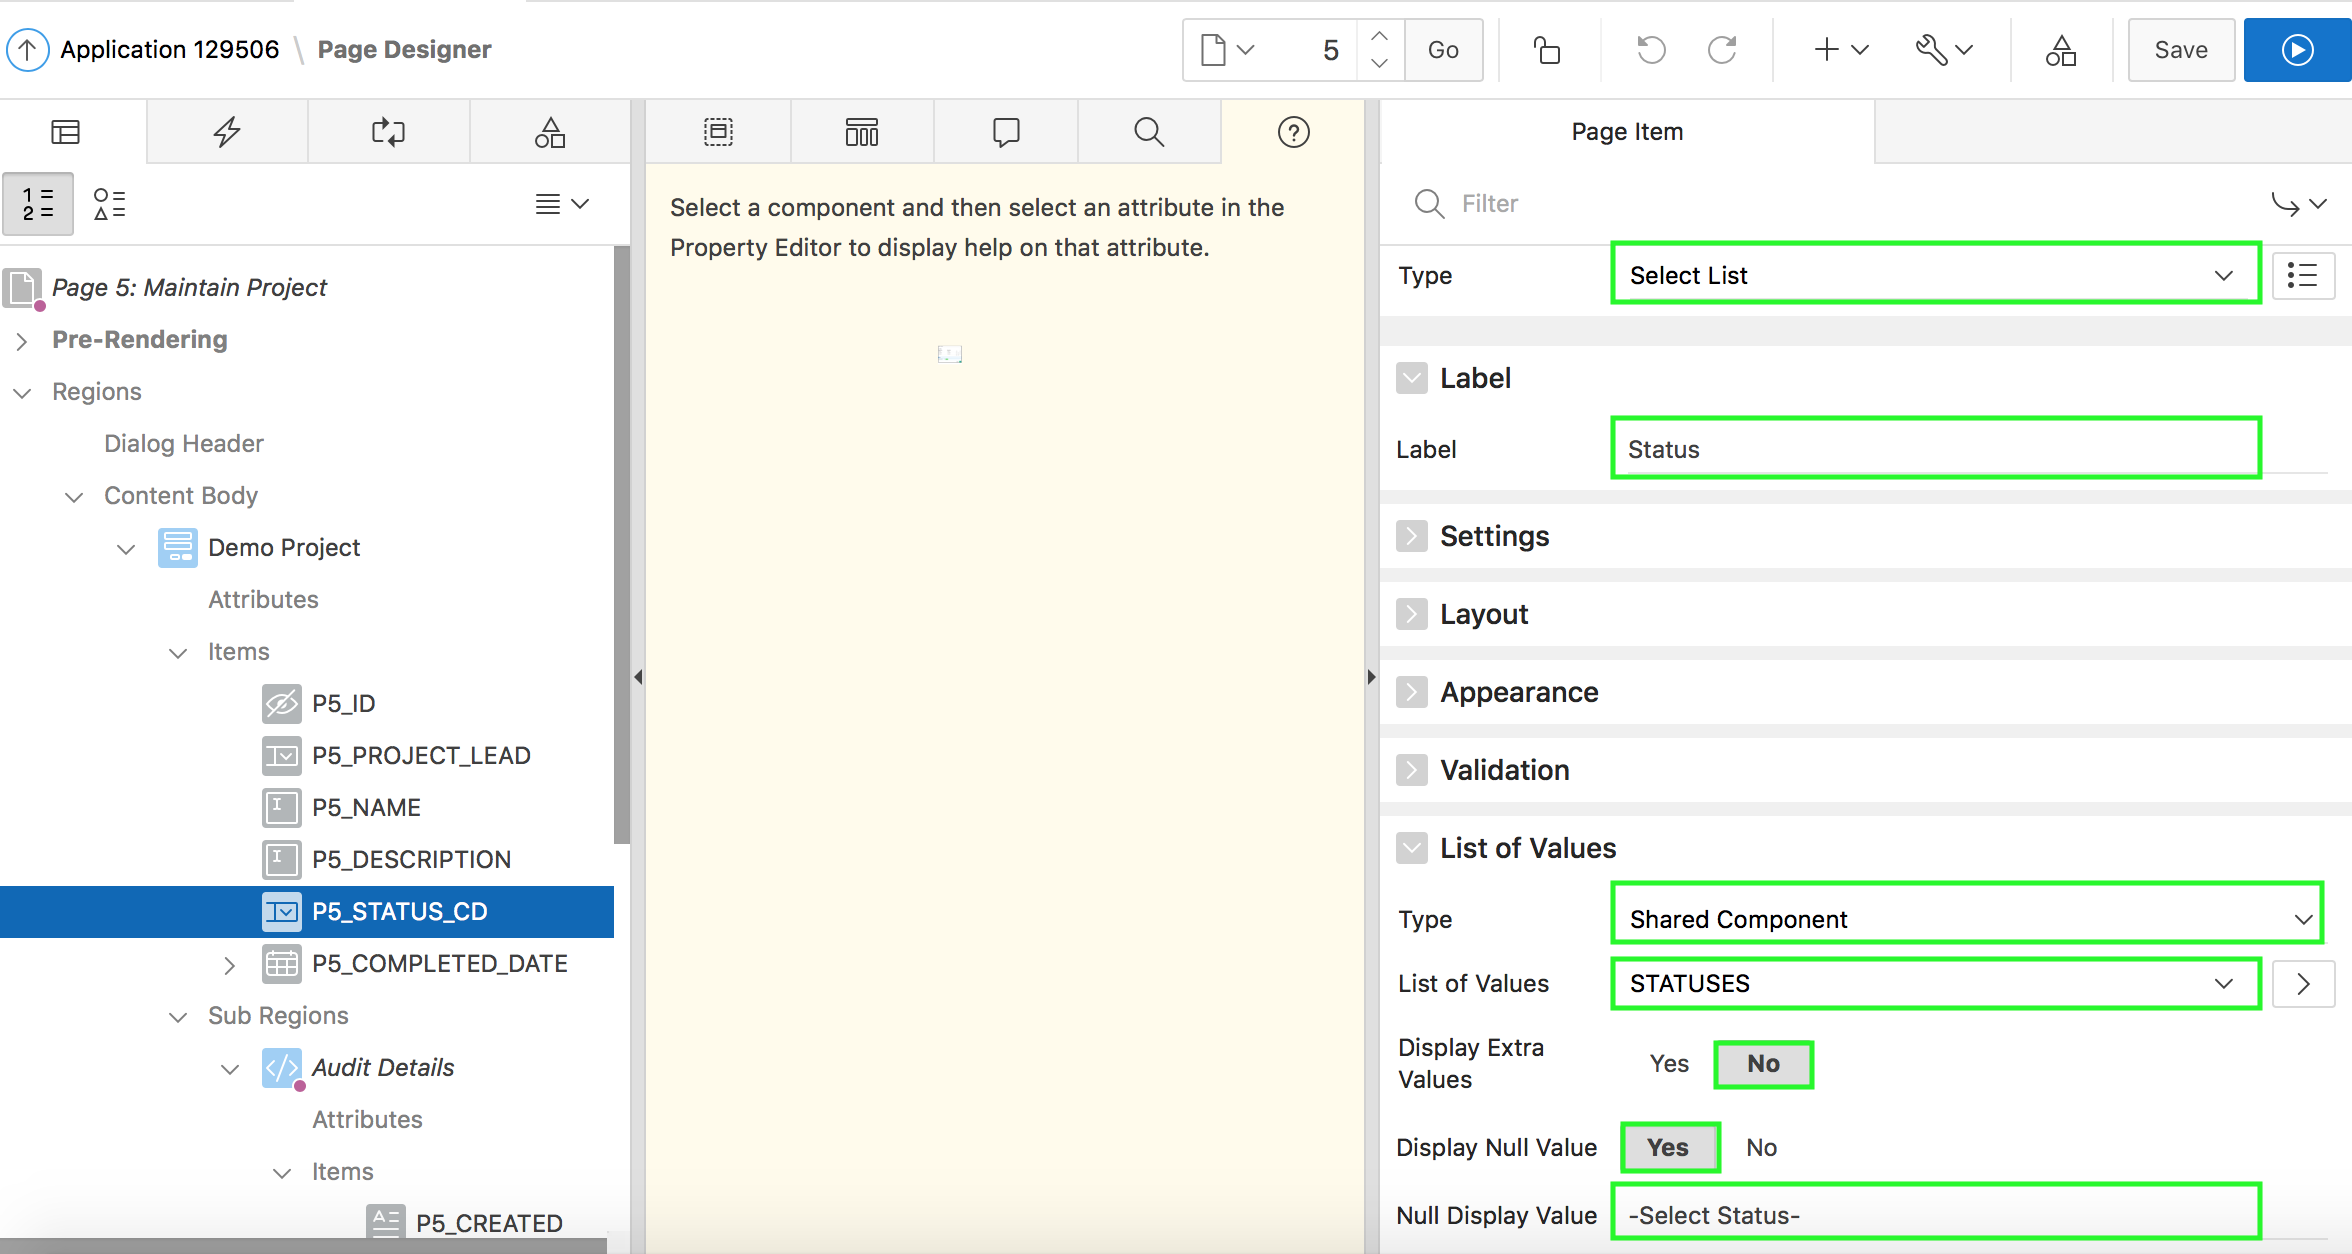 Application 129506 \ Page Designer
5
Go
Save
Page Item
1
2
Filter
Select a component and then select an attribute in the
Property Editor to display help on that attribute.
Page 5: Maintain Project
Pre-Rendering
Regions
Dialog Header
Content Body
Demo Project
Attributes
Items
P5_ID
P5_PROJECT_LEAD
P5_NAME
P5_DESCRIPTION
P5_STATUS_CD
P5_COMPLETED_DATE
Sub Regions
Audit Details
Attributes
Items
P5_CREATED
Type
Select List
Label
Label
Status
Settings
Layout
Appearance
Validation
List of Values
Type
Shared Component
List of Values
STATUSES
Display Extra
Values
Yes
No
Display Null Value
Yes
No
Null Display Value
-Select Status-